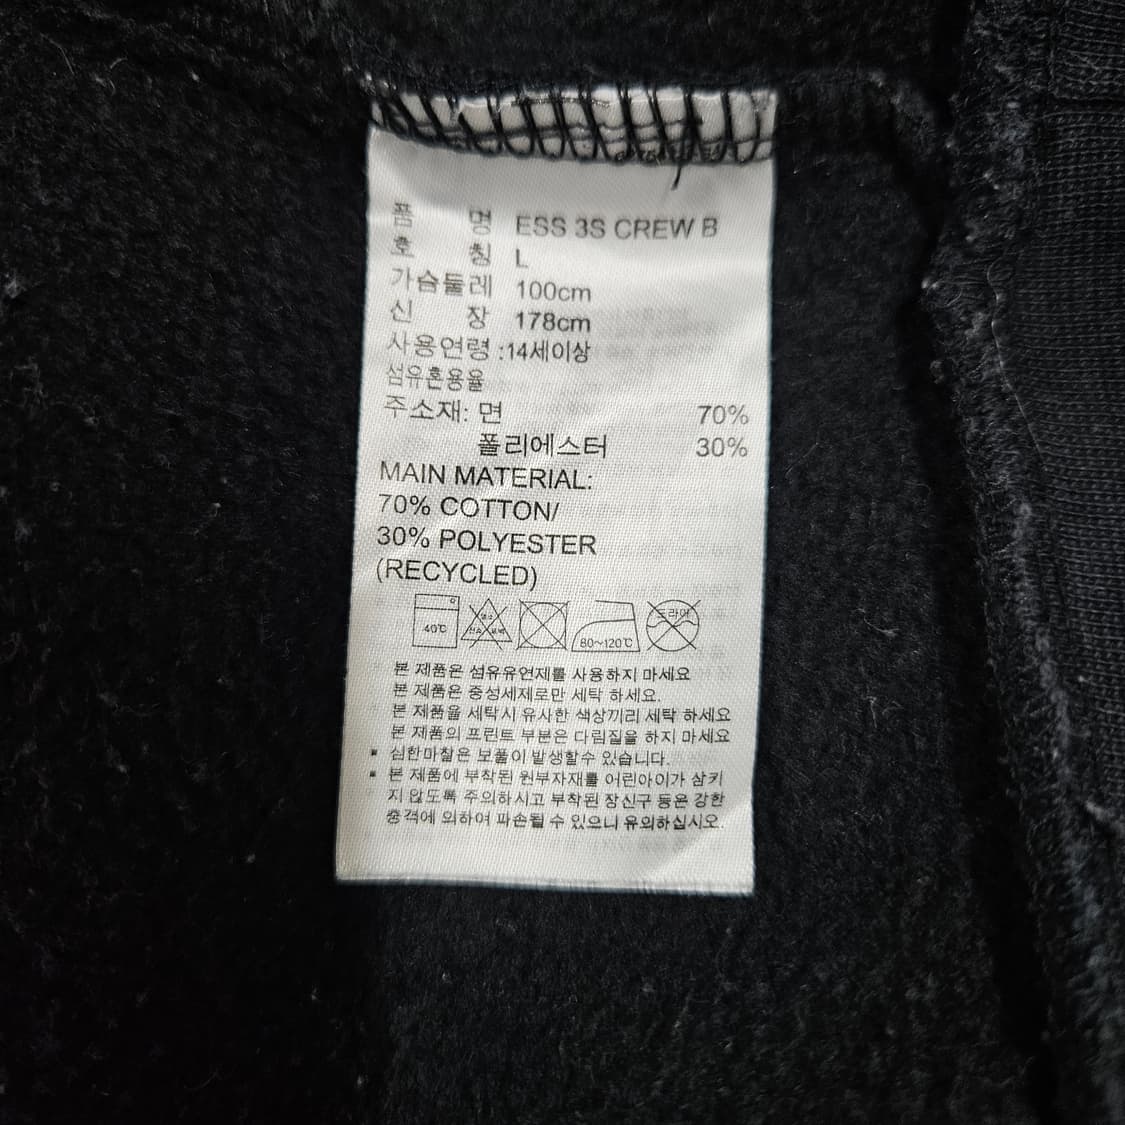 품 명 ESS 3S CREW B
호 칭 L
가슴둘레 100cm
신 장 178cm
사용연령 :14세이상
섬유혼용율
주소재: 면 70%
폴리에스터 30%
MAIN MATERIAL:
70% COTTON/
30% POLYESTER
(RECYCLED)
40℃ 80~120℃ 드라이
본 제품은 섬유유연제를 사용하지 마세요
본 제품은 중성세제로만 세탁 하세요.
본 제품을 세탁시 유사한 색상끼리 세탁 하세요
본 제품의 프린트 부분은 다림질을 하지 마세요
▪ 심한마찰은 보풀이 발생할수 있습니다.
▪ 본 제품에 부착된 원부자재를 어린아이가 삼키
지 않도록 주의하시고 부착된 장신구 등은 강한
충격에 의하여 파손될 수 있으니 유의하십시오.